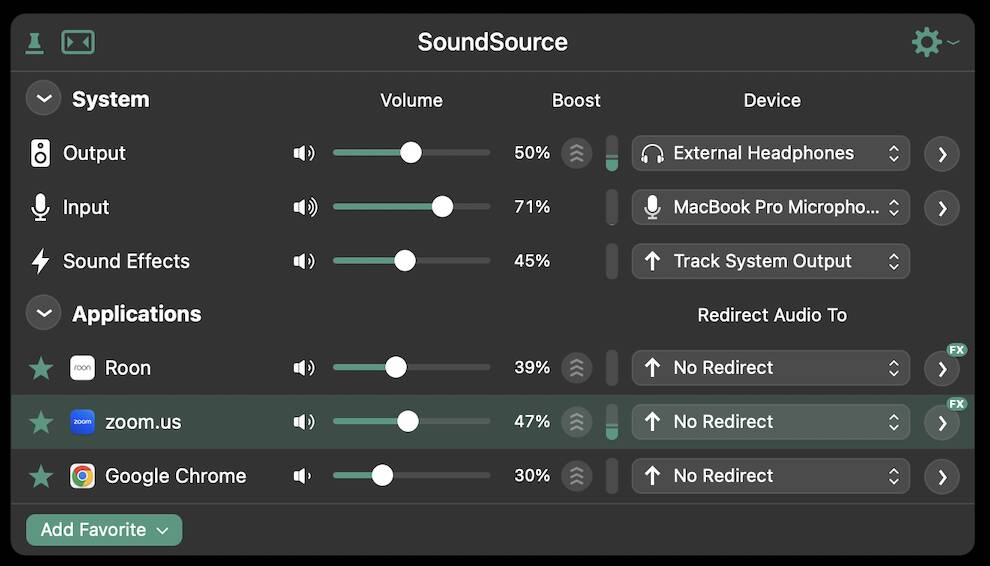 SoundSource
System Volume Boost Device
Output 50% External Headphones
Input 71% MacBook Pro Micropho...
Sound Effects 45% Track System Output
Applications Redirect Audio To
FX
roon Roon 39% No Redirect
FX
zoom zoom.us 47% No Redirect
Google Chrome 30% No Redirect
Add Favorite